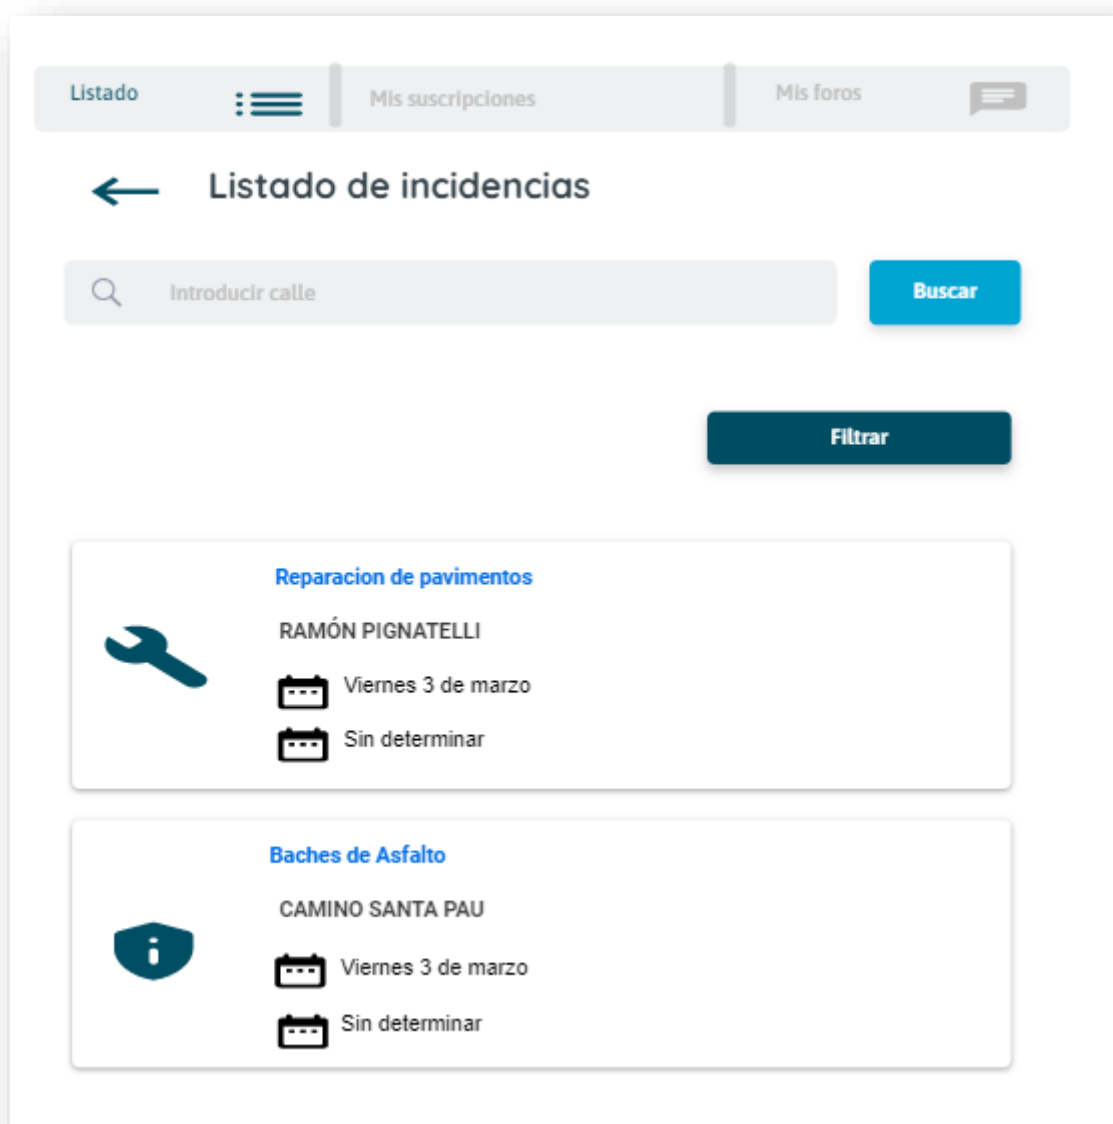 Listado
Mis suscripciones
Mis foros
Listado de incidencias
Introducir calle
Buscar
Filtrar
Reparacion de pavimentos
RAMÓN PIGNATELLI
Viernes 3 de marzo
Sin determinar
Baches de Asfalto
CAMINO SANTA PAU
Viernes 3 de marzo
Sin determinar